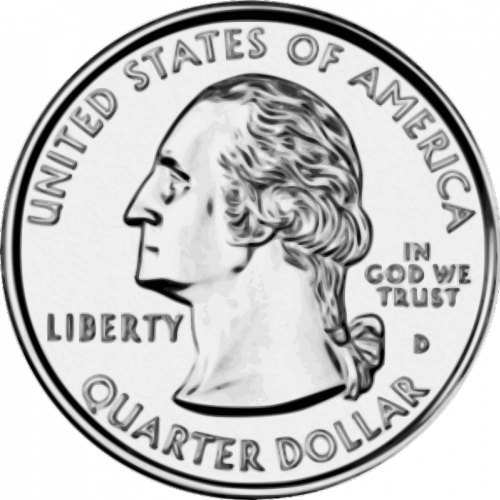 UNITED STATES OF AMERICA
LIBERTY
IN
GOD WE
TRUST
D
QUARTER DOLLAR